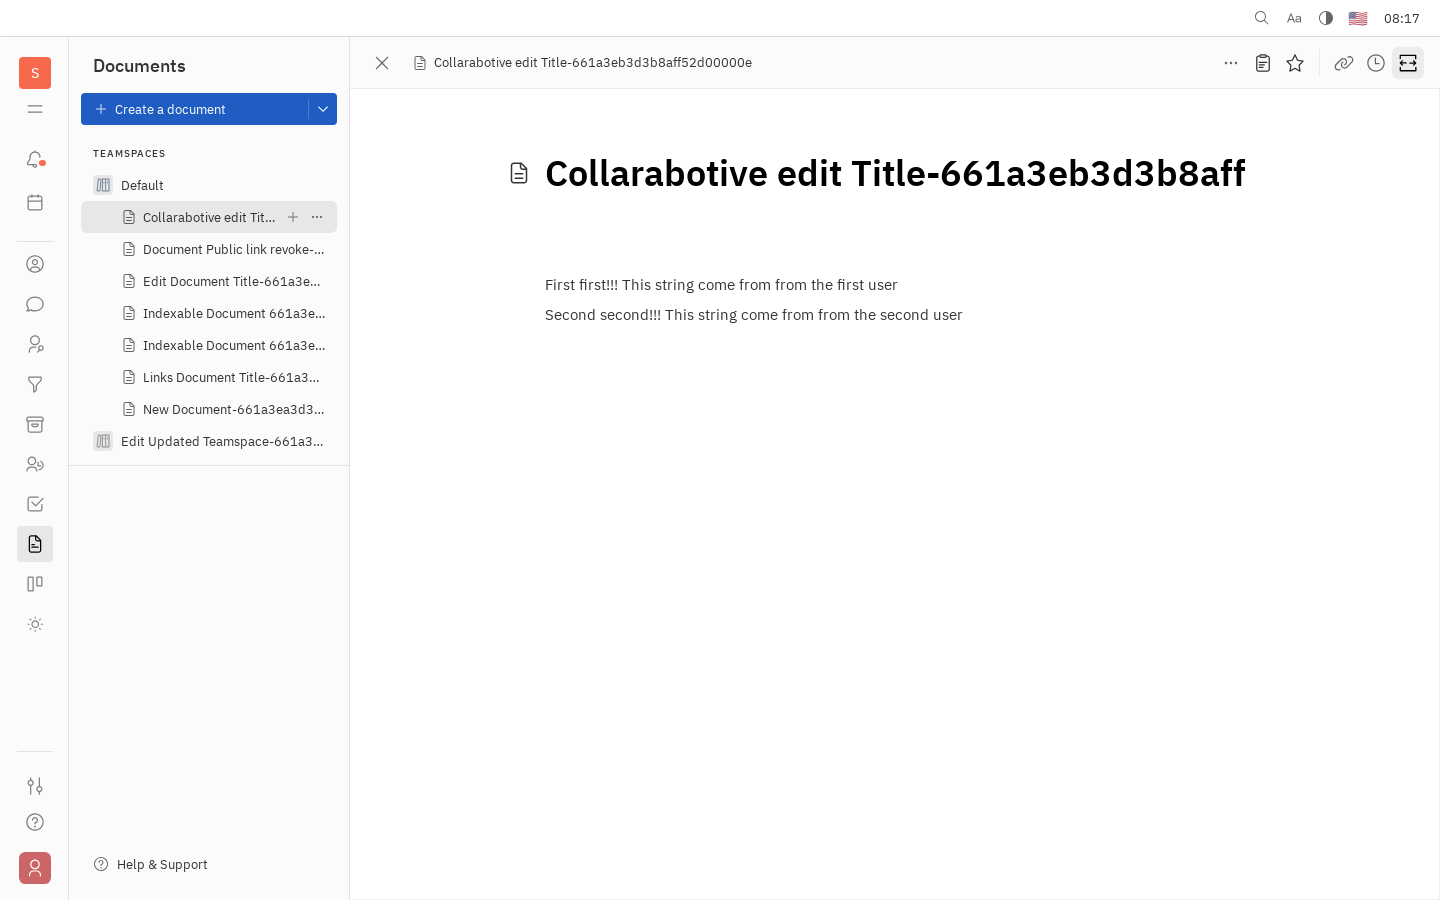 Aa
08:17
S
Documents
Collarabotive edit Title-661a3eb3d3b8aff52d00000e
Create a document
TEAMSPACES
Default
Collarabotive edit Tit...
Document Public link revoke-...
Edit Document Title-661a3e...
Indexable Document 661a3e...
Indexable Document 661a3e...
Links Document Title-661a3...
New Document-661a3ea3d3...
Edit Updated Teamspace-661a3...
Help & Support
Collarabotive edit Title-661a3eb3d3b8aff
First first!!! This string come from from the first user
Second second!!! This string come from from the second user